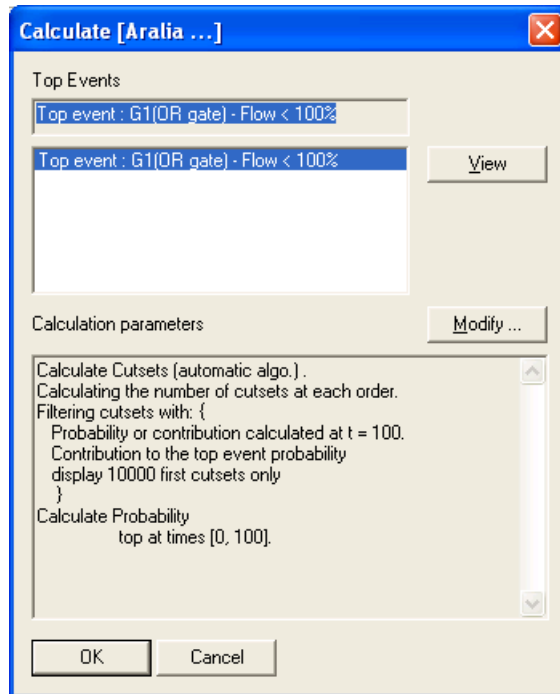 Calculate [Aralia ...]
Top Events
Top event : G1(OR gate) - Flow < 100%
Top event : G1(OR gate) - Flow < 100%
View
Calculation parameters
Modify ...
Calculate Cutsets (automatic algo.) .
Calculating the number of cutsets at each order.
Filtering cutsets with: {
Probability or contribution calculated at t = 100.
Contribution to the top event probability
display 10000 first cutsets only
}
Calculate Probability
top at times [0, 100].
OK
Cancel